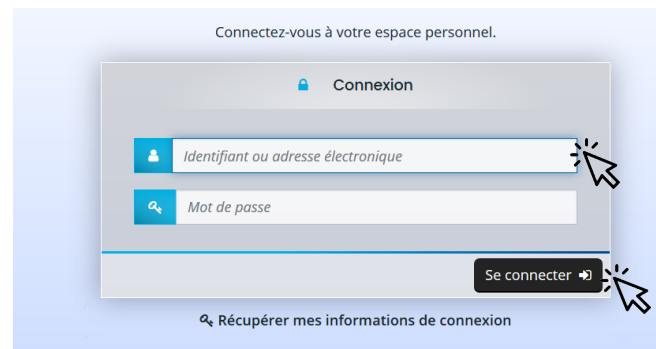 Connectez-vous à votre espace personnel.
Connexion
Identifiant ou adresse électronique
Mot de passe
Se connecter
Récupérer mes informations de connexion